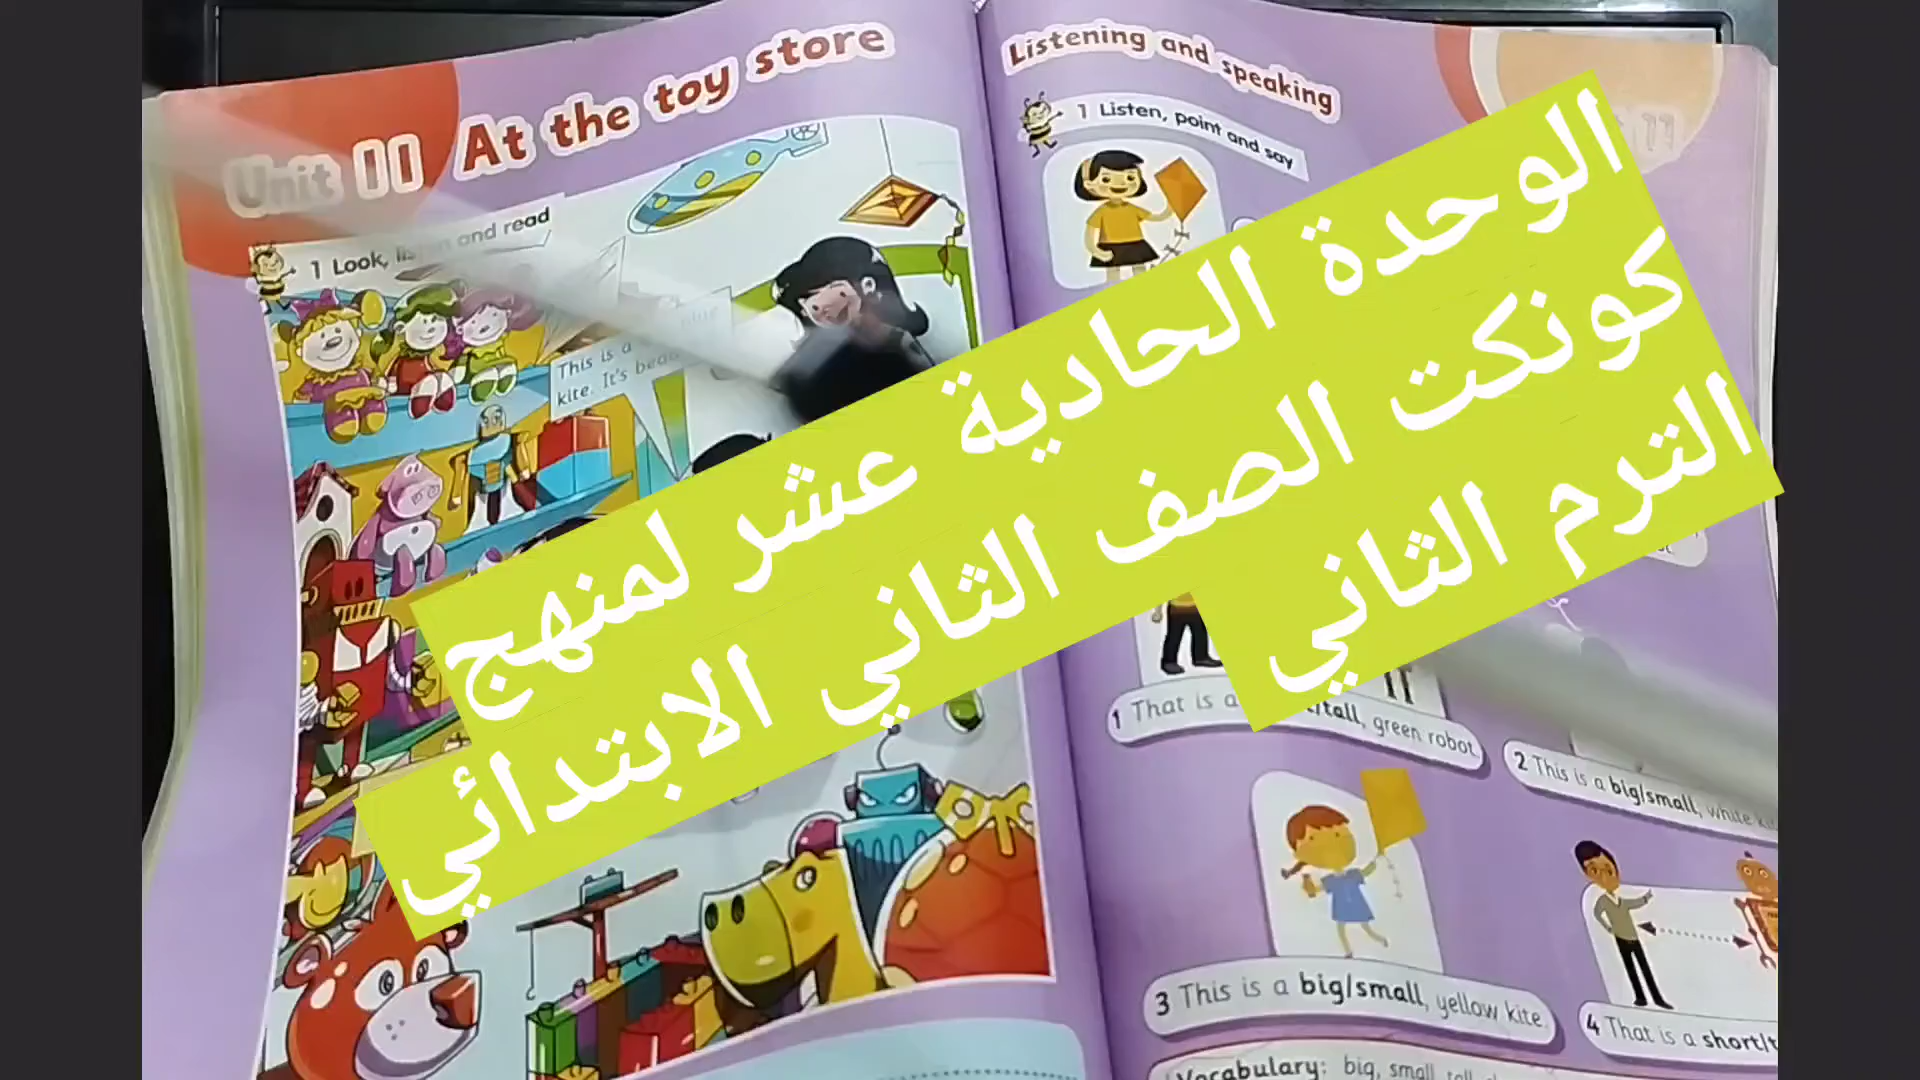 Unit 11 At the toy store
1 Look, listen and read
This is a
kite. It's
Listening and speaking
1 Listen, point and say
11
الوحدة الحادية عشر لمنهج
كونكت الصف الثاني الابتدائي
الترم الثاني
1 That is a /tall, green robot.
2 This is a big/small, white
3 This is a big/small, yellow kite.
4 That is a short/t
Vocabulary: big, small, tall,